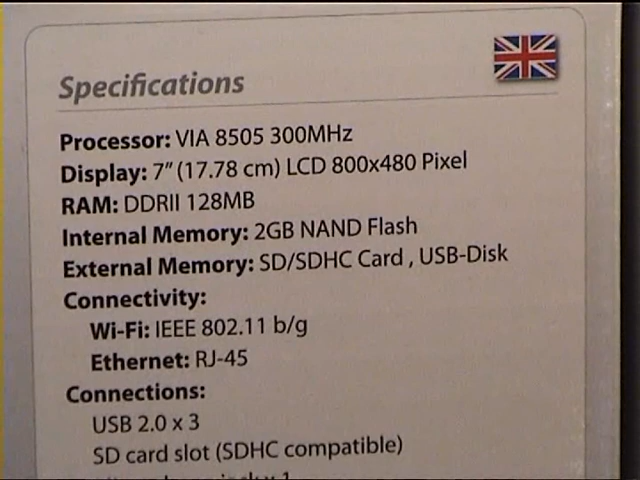 Specifications
Processor: VIA 8505 300MHz
Display: 7” (17.78 cm) LCD 800x480 Pixel
RAM: DDRII 128MB
Internal Memory: 2GB NAND Flash
External Memory: SD/SDHC Card , USB-Disk
Connectivity:
Wi-Fi: IEEE 802.11 b/g
Ethernet: RJ-45
Connections:
USB 2.0 x 3
SD card slot (SDHC compatible)